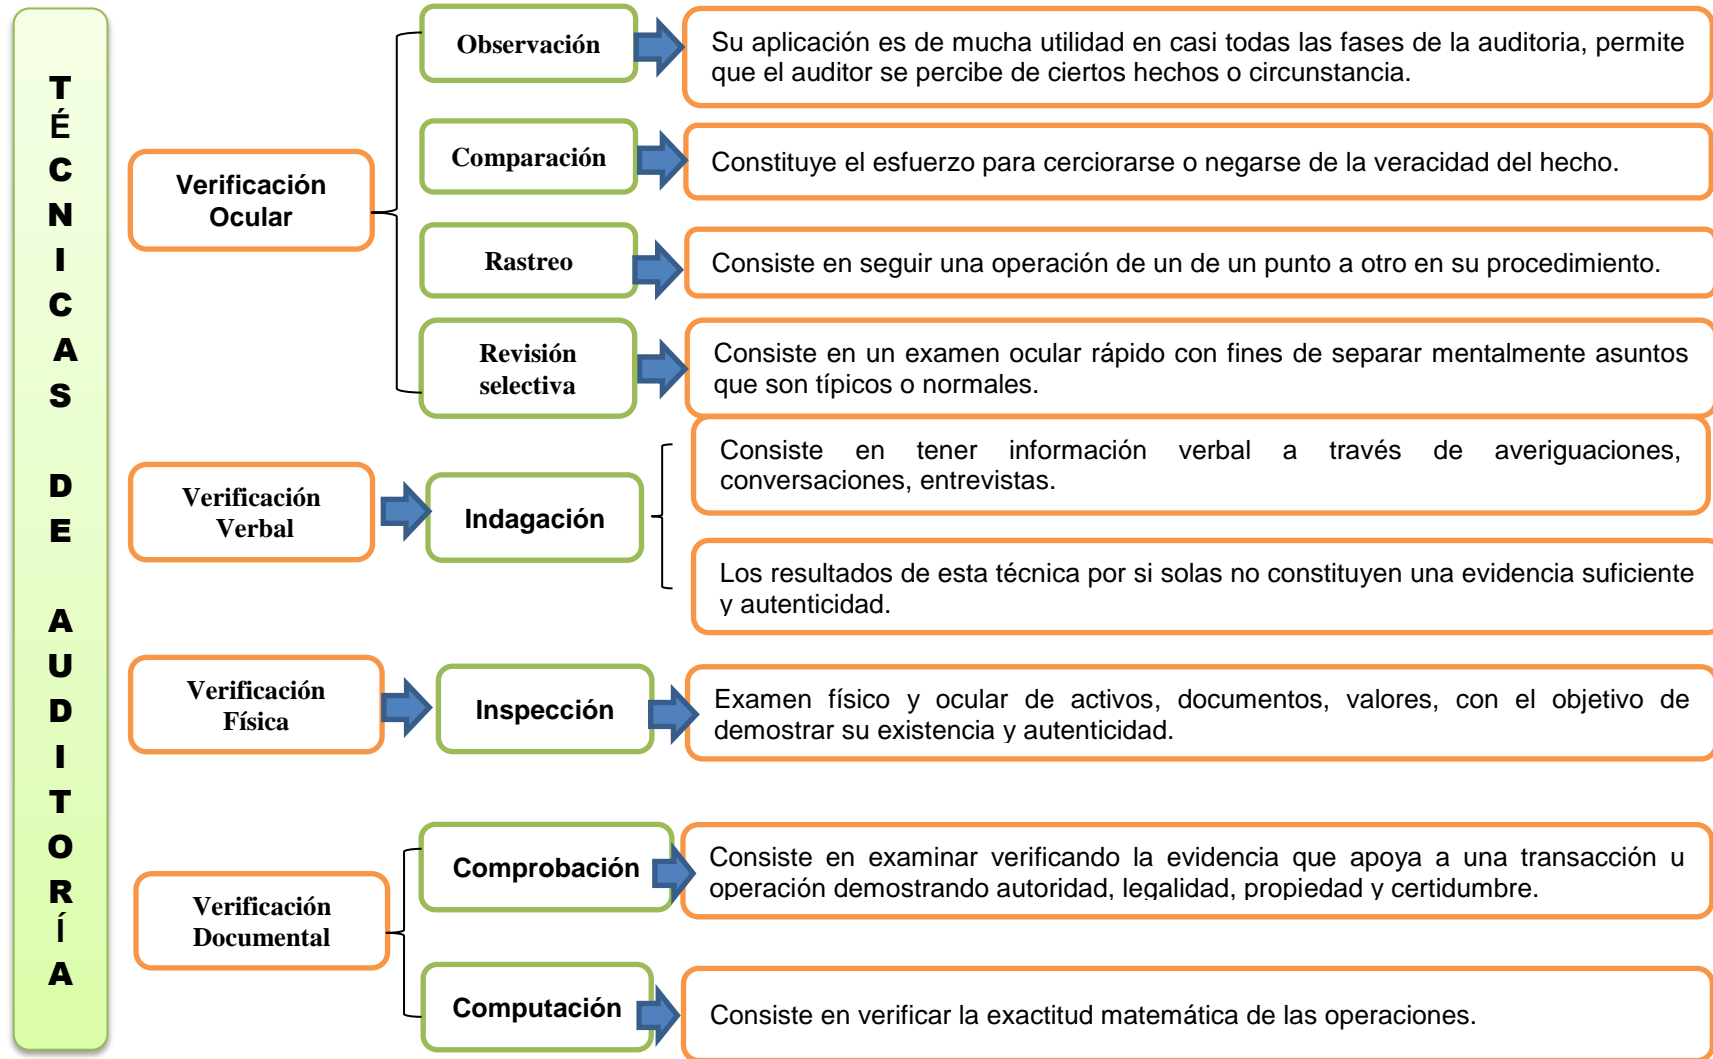 TÉCNICAS DE AUDITORÍA
Verificación
Ocular
Observación
Su aplicación es de mucha utilidad en casi todas las fases de la auditoria, permite
que el auditor se percibe de ciertos hechos o circunstancia.
Comparación
Constituye el esfuerzo para cerciorarse o negarse de la veracidad del hecho.
Rastreo
Consiste en seguir una operación de un de un punto a otro en su procedimiento.
Revisión
selectiva
Consiste en un examen ocular rápido con fines de separar mentalmente asuntos
que son típicos o normales.
Verificación
Verbal
Indagación
Consiste en tener información verbal a través de averiguaciones,
conversaciones, entrevistas.
Los resultados de esta técnica por si solas no constituyen una evidencia suficiente
y autenticidad.
Verificación
Física
Inspección
Examen físico y ocular de activos, documentos, valores, con el objetivo de
demostrar su existencia y autenticidad.
Verificación
Documental
Comprobación
Consiste en examinar verificando la evidencia que apoya a una transacción u
operación demostrando autoridad, legalidad, propiedad y certidumbre.
Computación
Consiste en verificar la exactitud matemática de las operaciones.